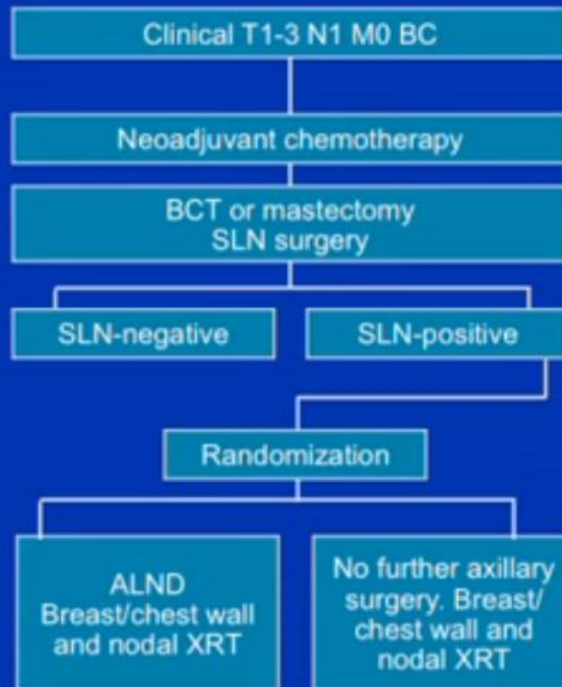 Clinical T1-3 N1 M0 BC
Neoadjuvant chemotherapy
BCT or mastectomy
SLN surgery
SLN-negative
SLN-positive
Randomization
ALND
Breast/chest wall
and nodal XRT
No further axillary
surgery. Breast/
chest wall and
nodal XRT